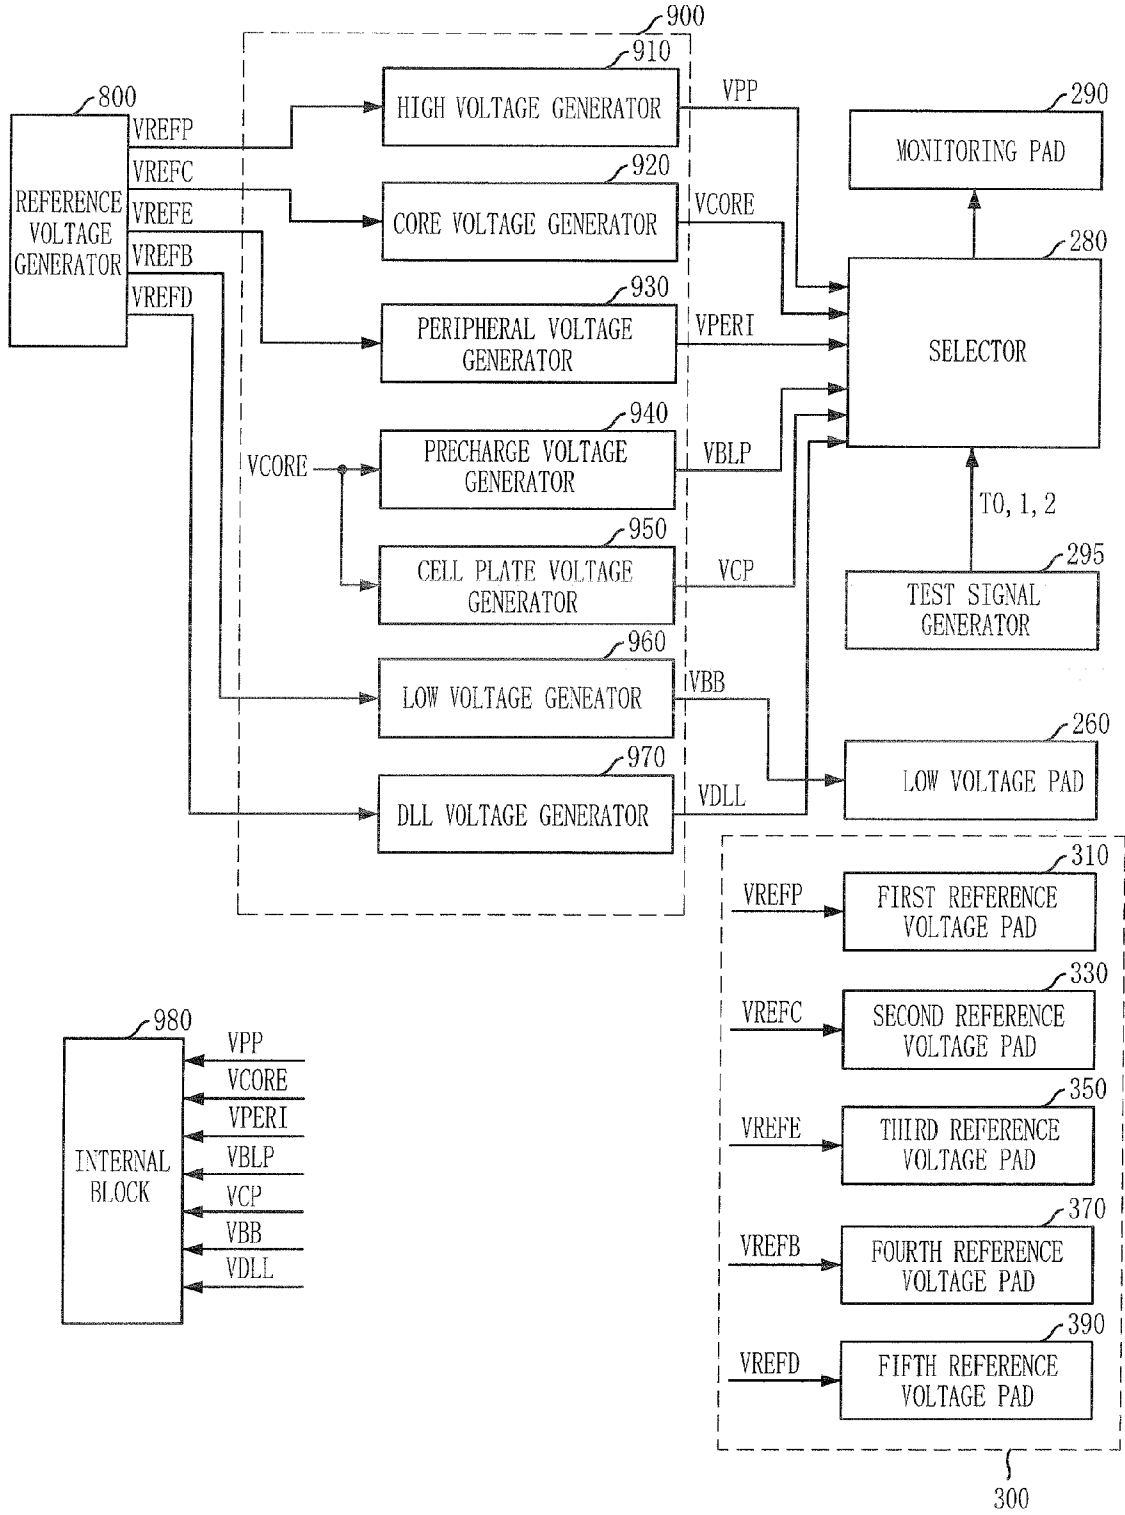 900
910
HIGH VOLTAGE GENERATOR
VPP
800
VREFP
VREFC
VREFE
VREFB
VREFD
REFERENCE
VOLTAGE
GENERATOR
920
CORE VOLTAGE GENERATOR
VCORE
930
PERIPHERAL VOLTAGE
GENERATOR
VPERI
940
VCORE
PRECHARGE VOLTAGE
GENERATOR
VBLP
950
CELL PLATE VOLTAGE
GENERATOR
VCP
960
LOW VOLTAGE GENEATOR
VBB
970
DLL VOLTAGE GENERATOR
VDLL
290
MONITORING PAD
280
SELECTOR
T0, 1, 2
295
TEST SIGNAL
GENERATOR
260
LOW VOLTAGE PAD
310
VREFP
FIRST REFERENCE
VOLTAGE PAD
330
VREFC
SECOND REFERENCE
VOLTAGE PAD
350
VREFE
THIRD REFERENCE
VOLTAGE PAD
370
VREFB
FOURTH REFERENCE
VOLTAGE PAD
390
VREFD
FIFTH REFERENCE
VOLTAGE PAD
300
980
INTERNAL
BLOCK
VPP
VCORE
VPERI
VBLP
VCP
VBB
VDLL